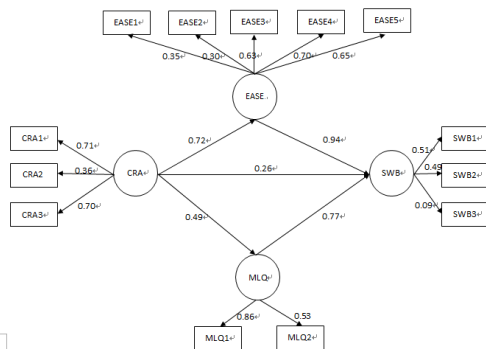 EASE1 EASE2 EASE3 EASE4 EASE5
0.35 0.30 0.63 0.70 0.65
EASE
0.72 0.94
CRA1 CRA2 CRA3
0.71 0.36 0.70
CRA
0.26
SWB
0.51 0.49 0.09
SWB1 SWB2 SWB3
0.49 0.77
MLQ
0.86 0.53
MLQ1 MLQ2